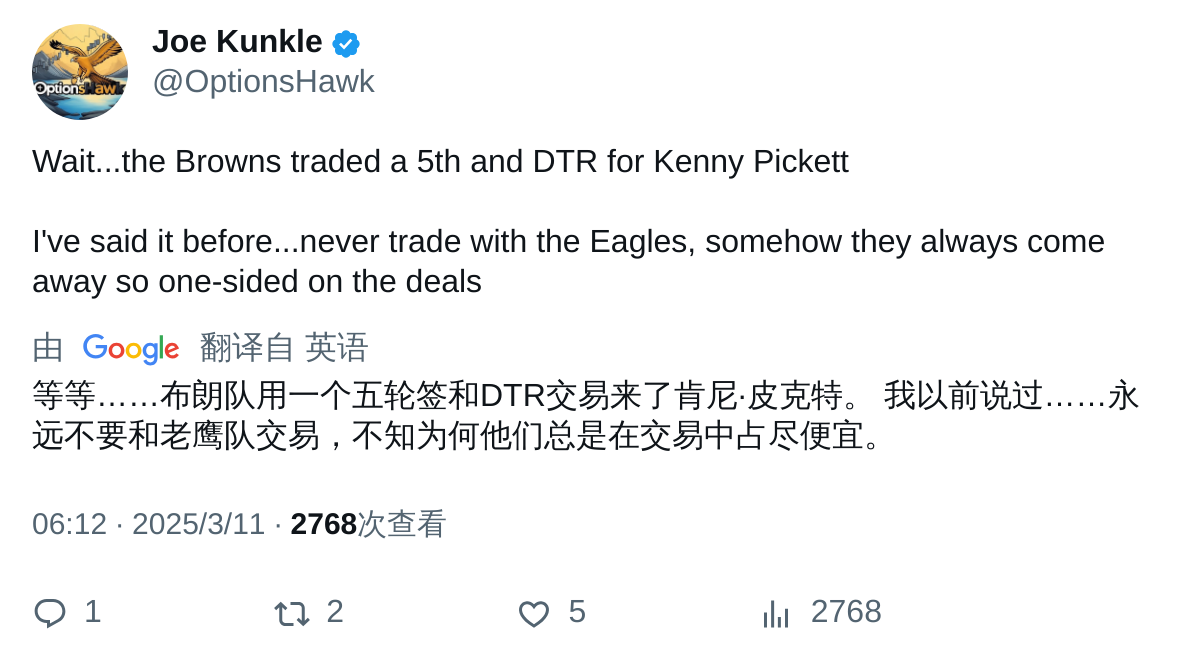 Joe Kunkle
@OptionsHawk
OptionsHawk
Wait...the Browns traded a 5th and DTR for Kenny Pickett
I've said it before...never trade with the Eagles, somehow they always come
away so one-sided on the deals
由 Google 翻译自 英语
等等……布朗队用一个五轮签和DTR交易来了肯尼·皮克特。 我以前说过……永
远不要和老鹰队交易，不知为何他们总是在交易中占尽便宜。
06:12 · 2025/3/11 · 2768次查看
1 2 5 2768